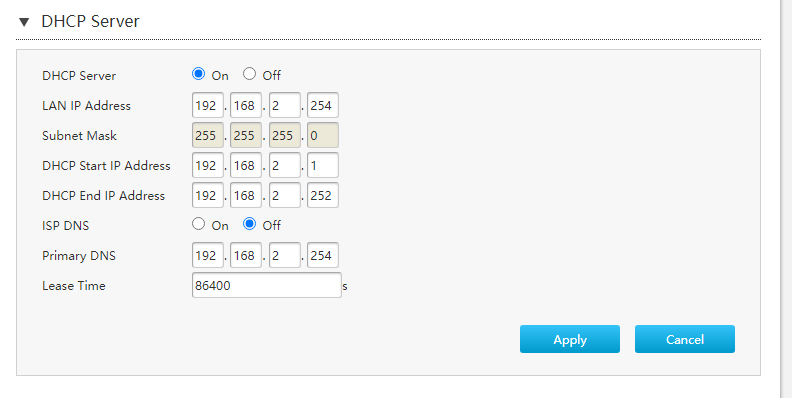 ▼ DHCP Server
DHCP Server On Off
LAN IP Address 192 . 168 . 2 . 254
Subnet Mask 255 . 255 . 255 . 0
DHCP Start IP Address 192 . 168 . 2 . 1
DHCP End IP Address 192 . 168 . 2 . 252
ISP DNS On Off
Primary DNS 192 . 168 . 2 . 254
Lease Time 86400 s
Apply Cancel